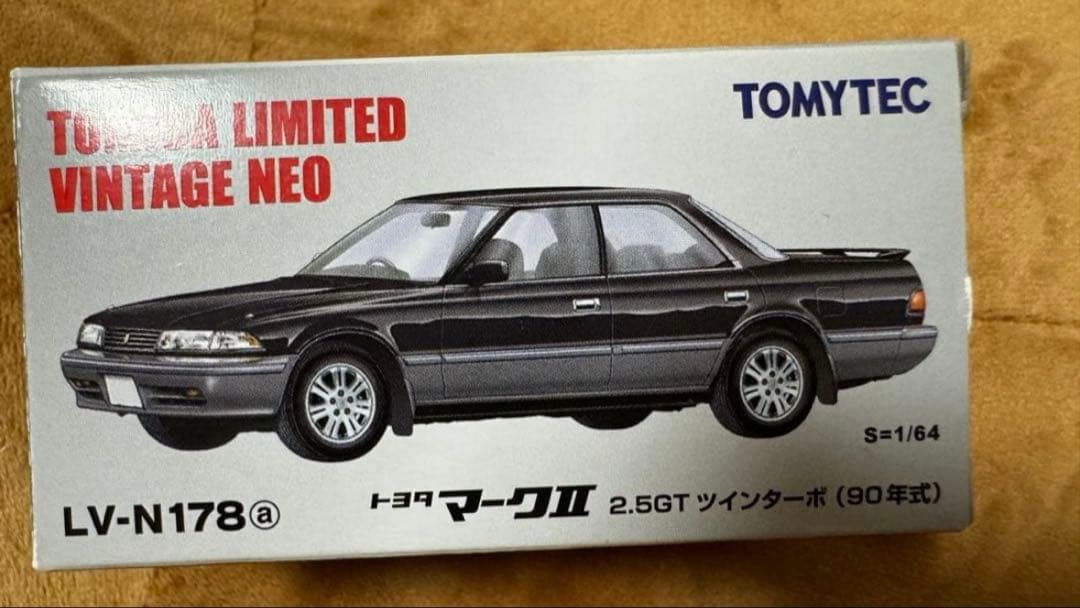 TOMICA LIMITED
VINTAGE NEO
TOMYTEC
S=1/64
LV-N178ⓐ
トヨタ マークII 2.5GT ツインターボ (90年式)